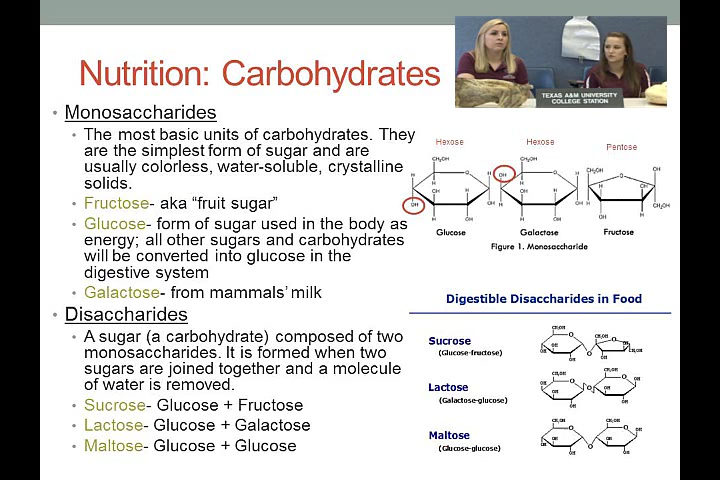 Nutrition: Carbohydrates
TEXAS A&M UNIVERSITY
COLLEGE STATION
• Monosaccharides
• The most basic units of carbohydrates. They
are the simplest form of sugar and are
usually colorless, water-soluble, crystalline
solids.
• Fructose- aka “fruit sugar”
• Glucose- form of sugar used in the body as
energy; all other sugars and carbohydrates
will be converted into glucose in the
digestive system
• Galactose- from mammals’ milk
• Disaccharides
• A sugar (a carbohydrate) composed of two
monosaccharides. It is formed when two
sugars are joined together and a molecule
of water is removed.
• Sucrose- Glucose + Fructose
• Lactose- Glucose + Galactose
• Maltose- Glucose + Glucose
Hexose Hexose Pentose
Glucose Galactose Fructose
Figure 1. Monosaccharide
Digestible Disaccharides in Food
Sucrose
(Glucose-fructose)
Lactose
(Galactose-glucose)
Maltose
(Glucose-glucose)